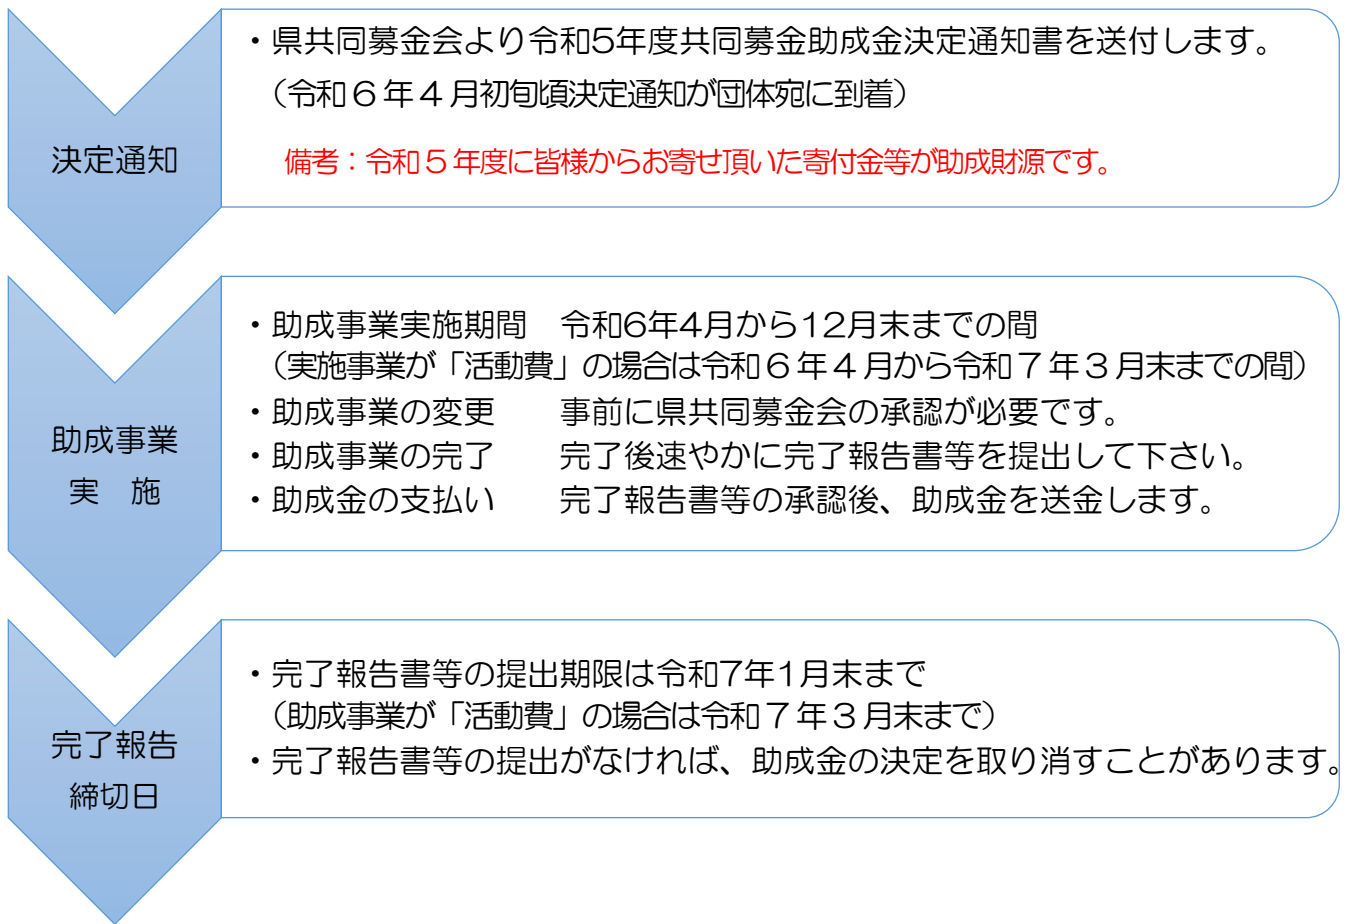 決定通知
・県共同募金会より令和5年度共同募金助成金決定通知書を送付します。
（令和６年４月初旬頃決定通知が団体宛に到着）
備考：令和５年度に皆様からお寄せ頂いた寄付金等が助成財源です。
助成事業
実　施
・助成事業実施期間　令和6年4月から12月末までの間
（実施事業が「活動費」の場合は令和６年４月から令和７年３月末までの間）
・助成事業の変更　　事前に県共同募金会の承認が必要です。
・助成事業の完了　　完了後速やかに完了報告書等を提出して下さい。
・助成金の支払い　　完了報告書等の承認後、助成金を送金します。
完了報告
締切日
・完了報告書等の提出期限は令和7年1月末まで
（助成事業が「活動費」の場合は令和７年３月末まで）
・完了報告書等の提出がなければ、助成金の決定を取り消すことがあります。